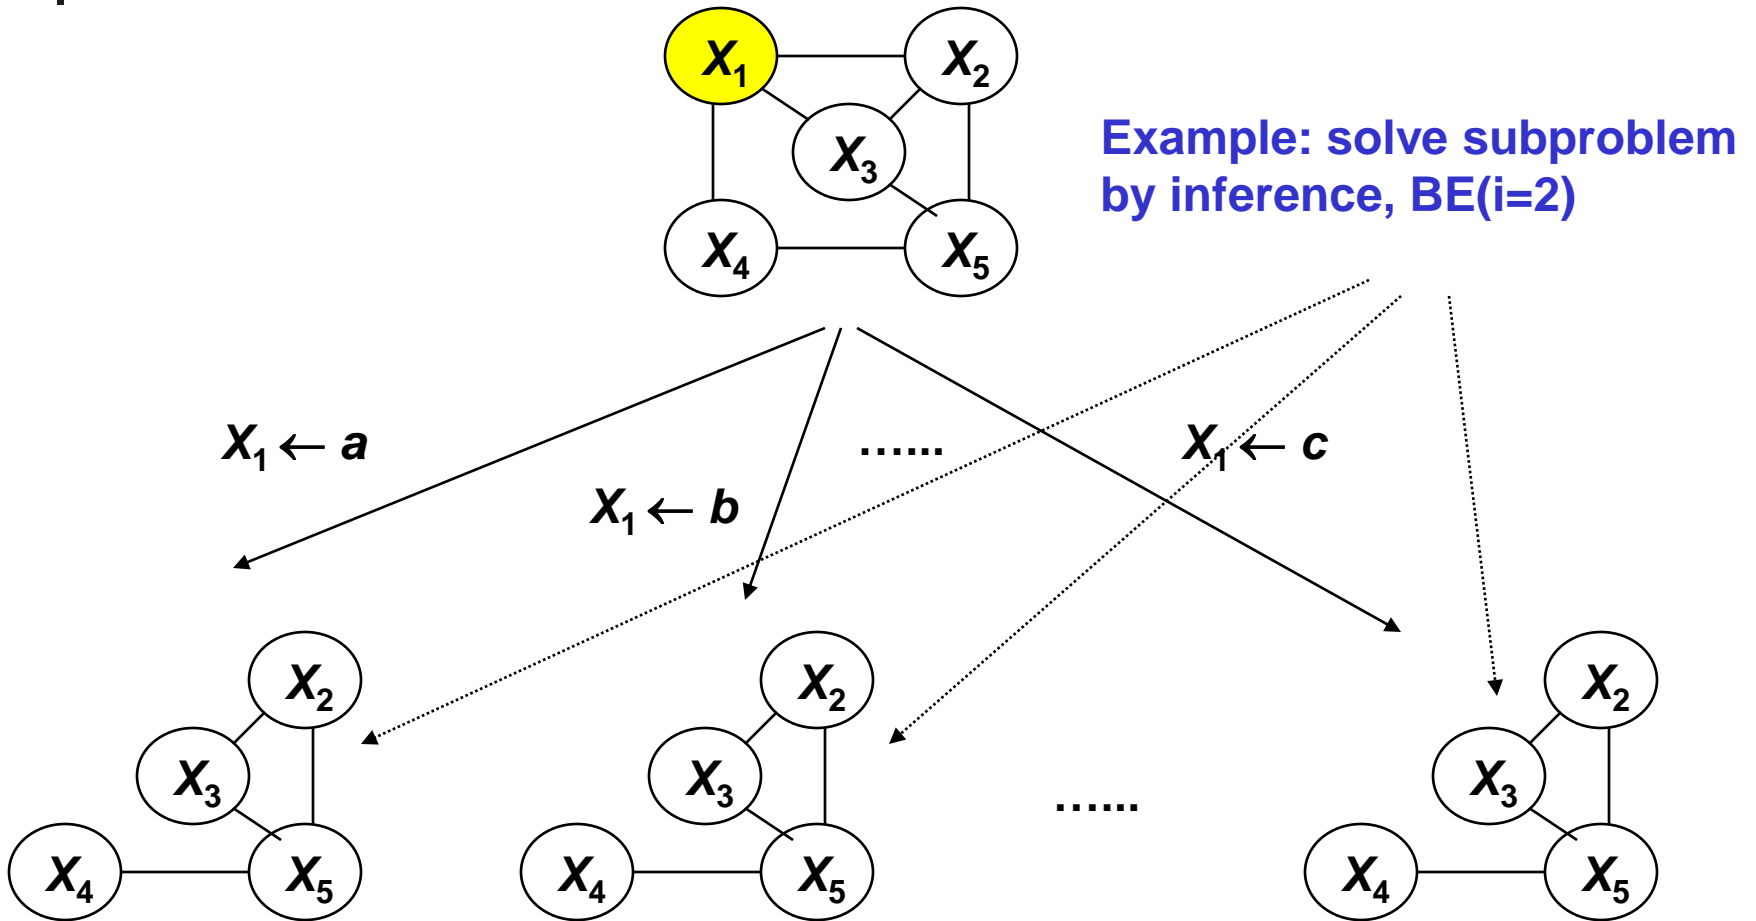 X1 X2
Example: solve subproblem
by inference, BE(i=2)
X3
X4 X5
X1 ← a
…...
X1 ← c
X1 ← b
X2 X2 X2
X3 X3 X3
…...
X4 X5 X4 X5 X4 X5